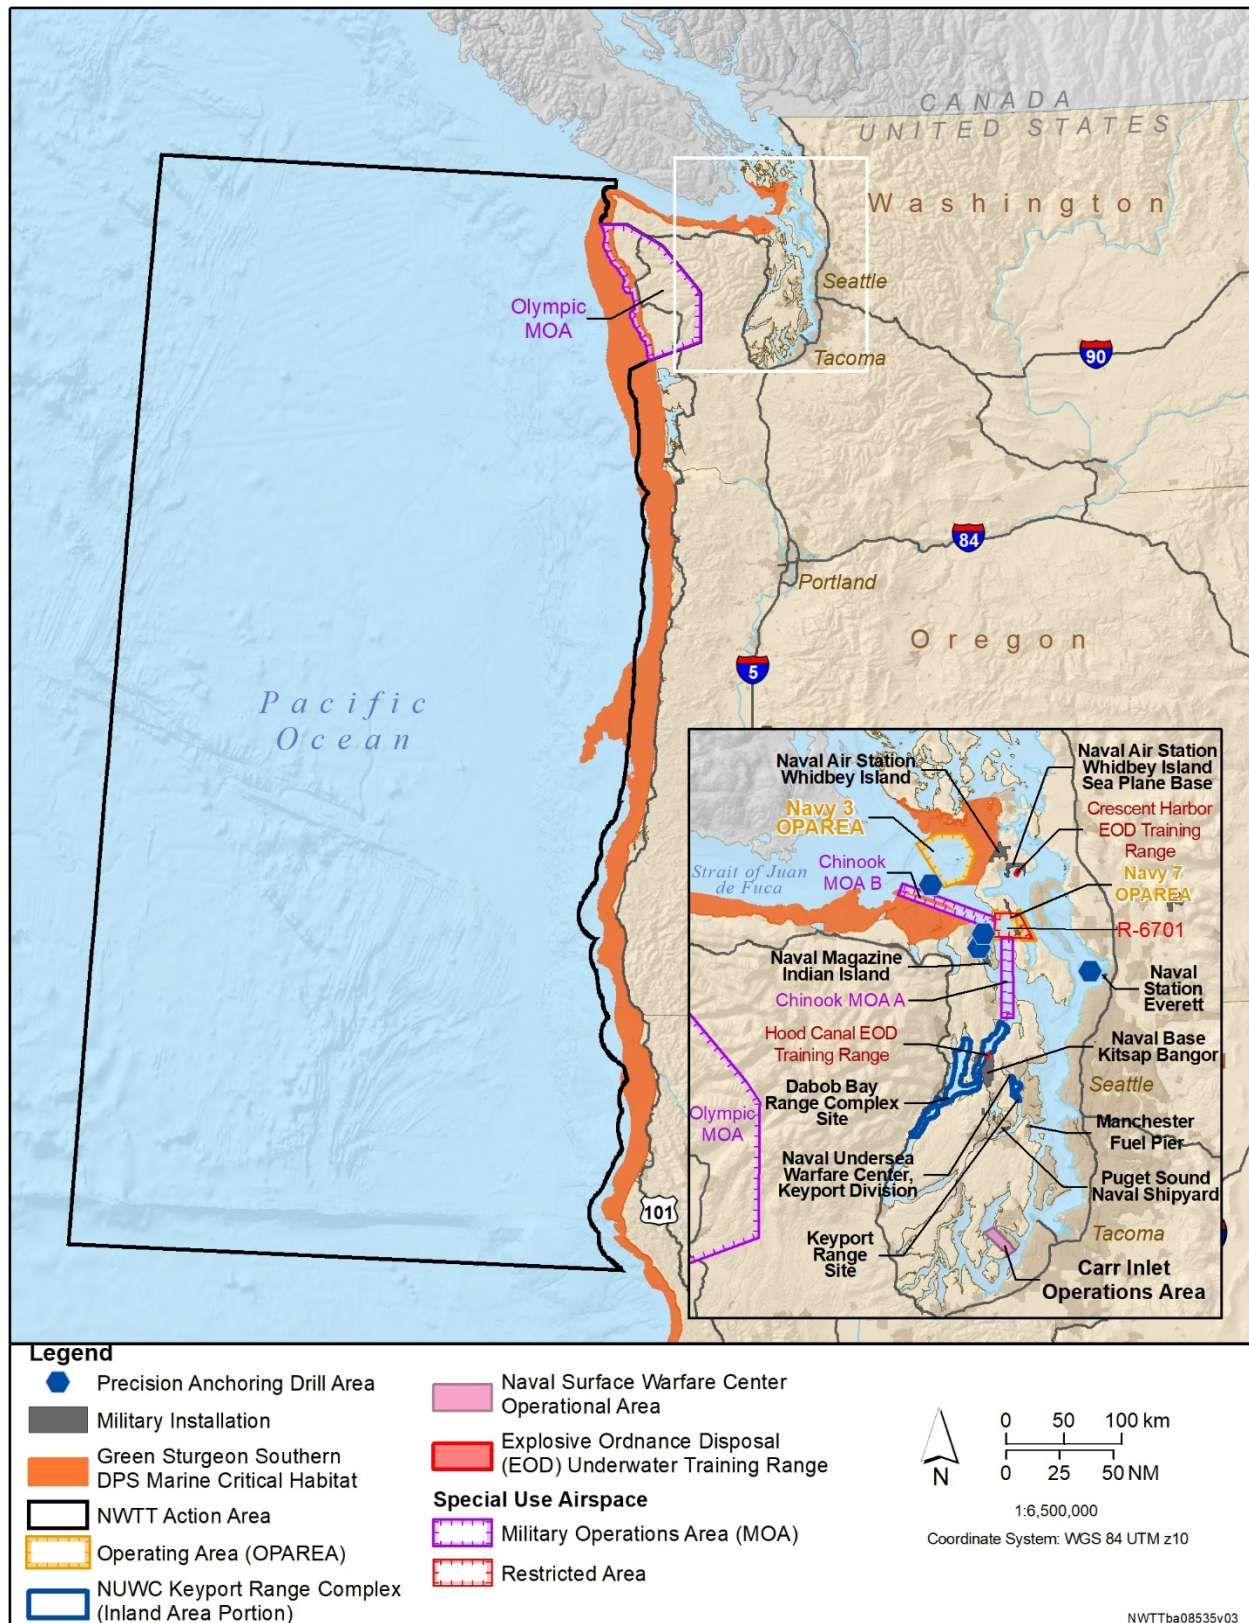 CANADA
UNITED STATES
Washington
Seattle
Olympic
MOA
Tacoma
90
84
Portland
Oregon
5
Pacific
Ocean
101
Naval Air Station
Whidbey Island
Naval Air Station
Whidbey Island
Sea Plane Base
Navy 3
OPAREA
Crescent Harbor
EOD Training
Range
Strait of Juan
de Fuca
Chinook
MOA B
Navy 7
OPAREA
R-6701
Naval Magazine
Indian Island
Naval
Station
Everett
Chinook MOA A
Hood Canal EOD
Training Range
Naval Base
Kitsap Bangor
Dabob Bay
Range Complex
Site
Seattle
Olympic
MOA
Manchester
Fuel Pier
Naval Undersea
Warfare Center,
Keyport Division
Puget Sound
Naval Shipyard
Keyport
Range
Site
Tacoma
Carr Inlet
Operations Area
Legend
Precision Anchoring Drill Area
Military Installation
Green Sturgeon Southern
DPS Marine Critical Habitat
NWTT Action Area
Operating Area (OPAREA)
NUWC Keyport Range Complex
(Inland Area Portion)
Naval Surface Warfare Center
Operational Area
Explosive Ordnance Disposal
(EOD) Underwater Training Range
Special Use Airspace
Military Operations Area (MOA)
Restricted Area
N
0 50 100 km
0 25 50 NM
1:6,500,000
Coordinate System: WGS 84 UTM z10
NWTTba08535v03